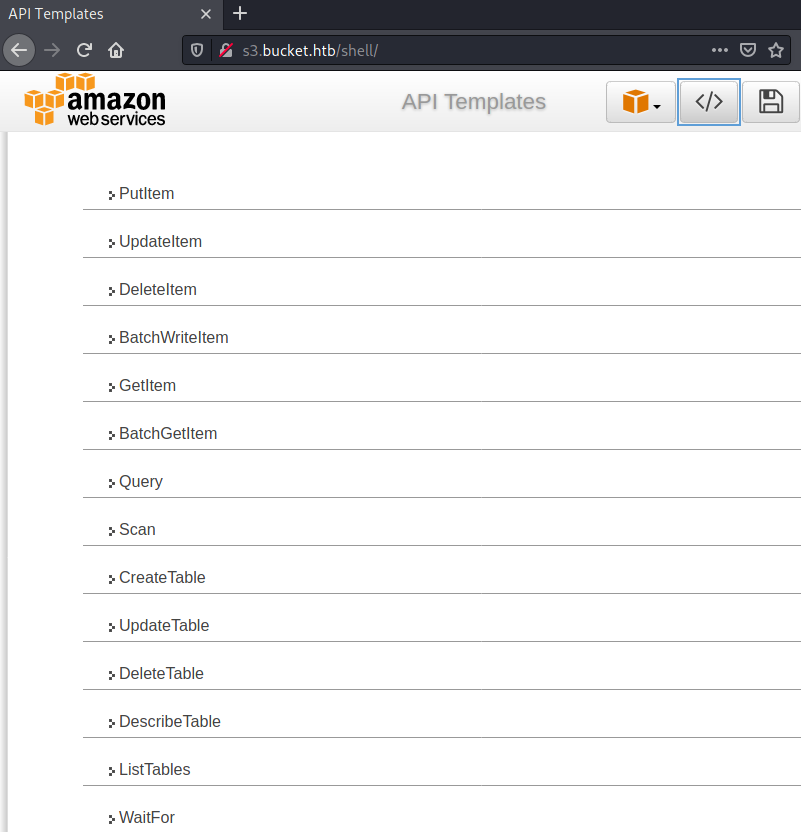 API Templates
s3.bucket.htb/shell/
amazon
webservices
API Templates
</>
PutItem
UpdateItem
DeleteItem
BatchWriteItem
GetItem
BatchGetItem
Query
Scan
CreateTable
UpdateTable
DeleteTable
DescribeTable
ListTables
WaitFor